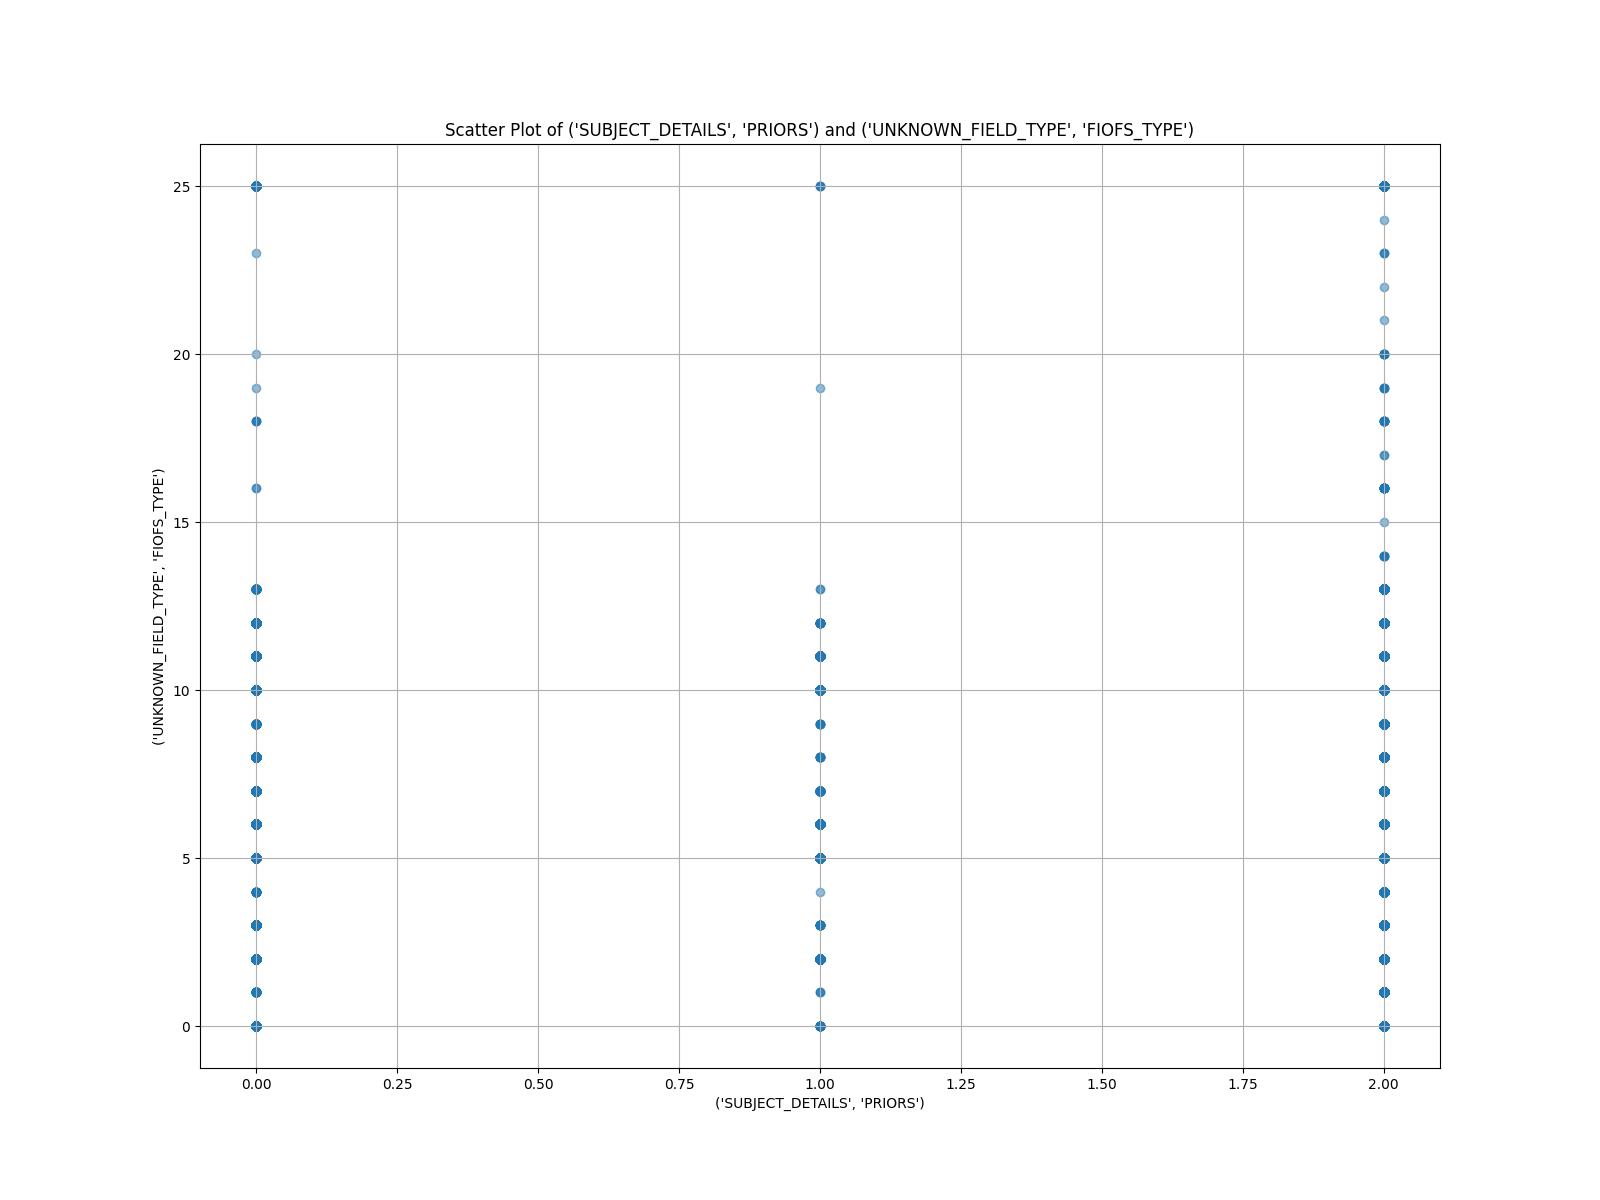 Scatter Plot of ('SUBJECT_DETAILS', 'PRIORS') and ('UNKNOWN_FIELD_TYPE', 'FIOFS_TYPE')
('UNKNOWN_FIELD_TYPE', 'FIOFS_TYPE')
25
20
15
10
5
0
0.00 0.25 0.50 0.75 1.00 1.25 1.50 1.75 2.00
('SUBJECT_DETAILS', 'PRIORS')